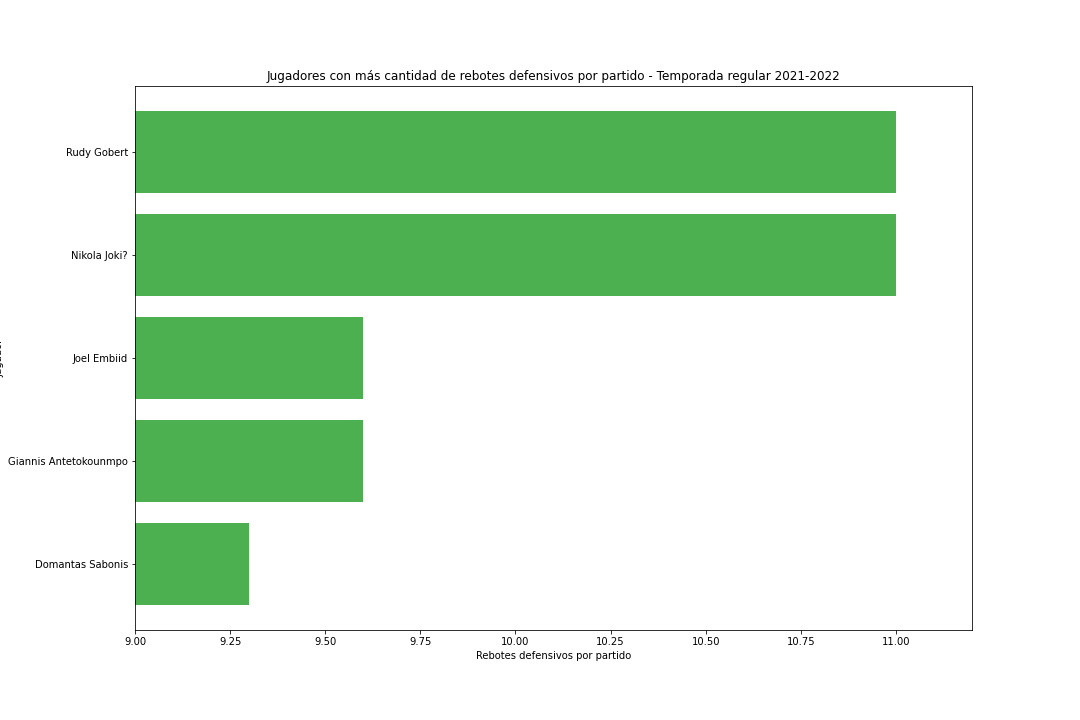 Jugadores con más cantidad de rebotes defensivos por partido - Temporada regular 2021-2022
Rudy Gobert
Nikola Joki?
Joel Embiid
Giannis Antetokounmpo
Domantas Sabonis
9.00 9.25 9.50 9.75 10.00 10.25 10.50 10.75 11.00
Rebotes defensivos por partido